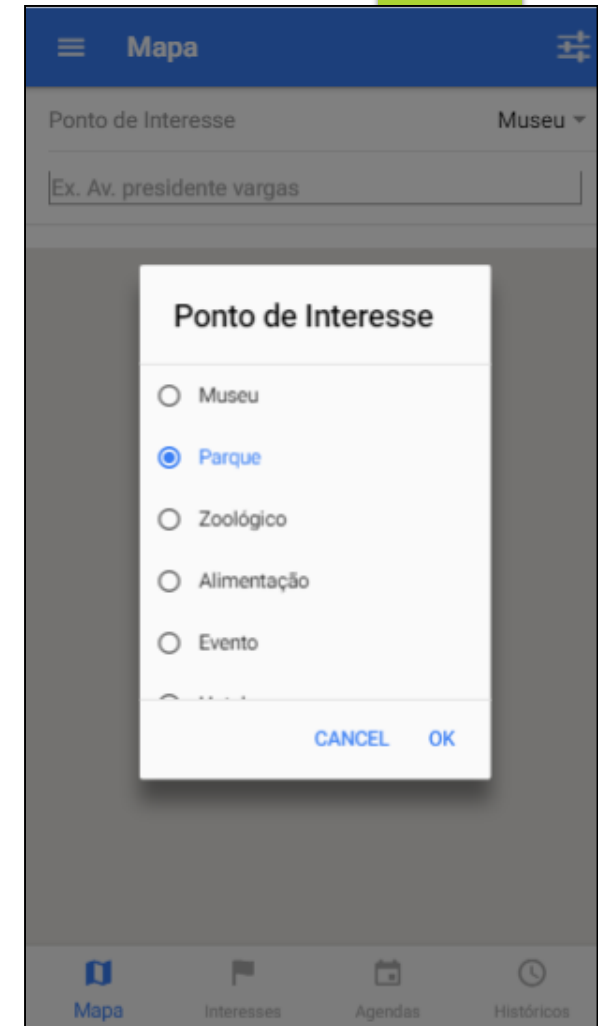 Mapa
Ponto de Interesse Museu
Ex. Av. presidente vargas
Ponto de Interesse
Museu
Parque
Zoológico
Alimentação
Evento
CANCEL OK
Mapa Interesses Agendas Históricos